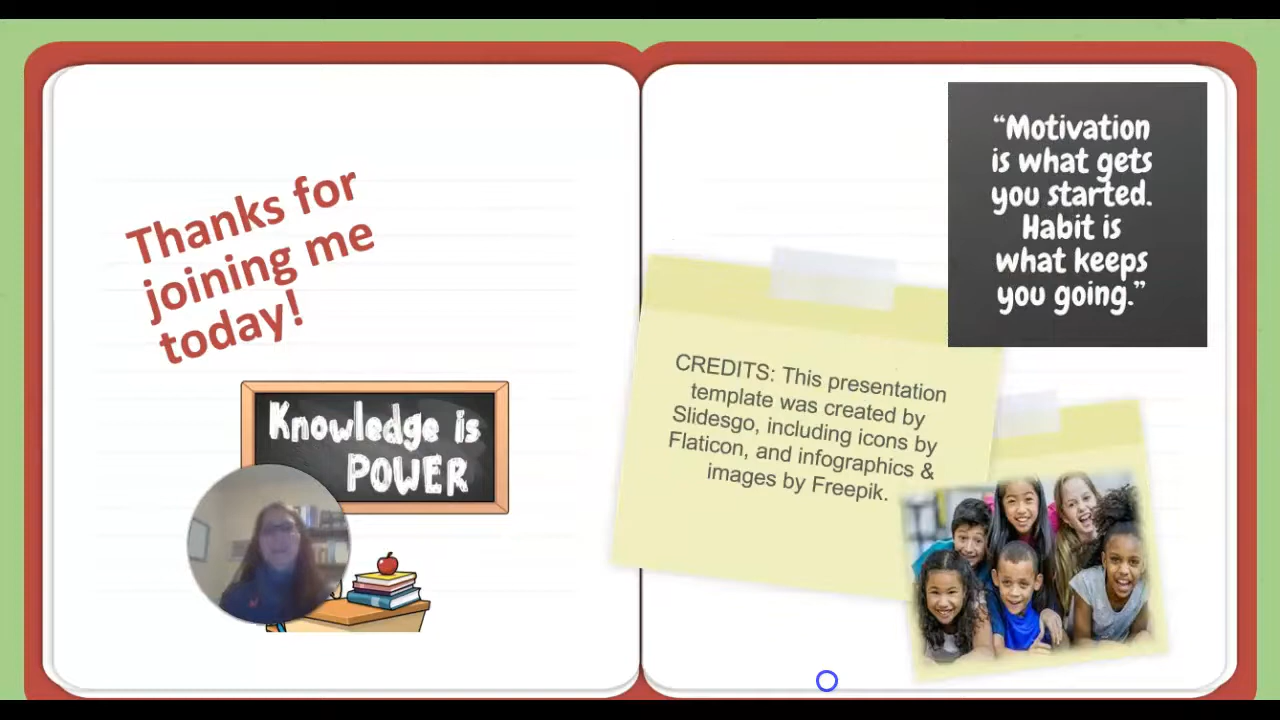 Thanks for
joining me
today!
Knowledge is
POWER
“Motivation
is what gets
you started.
Habit is
what keeps
you going.”
CREDITS: This presentation
template was created by
Slidesgo, including icons by
Flaticon, and infographics &
images by Freepik.